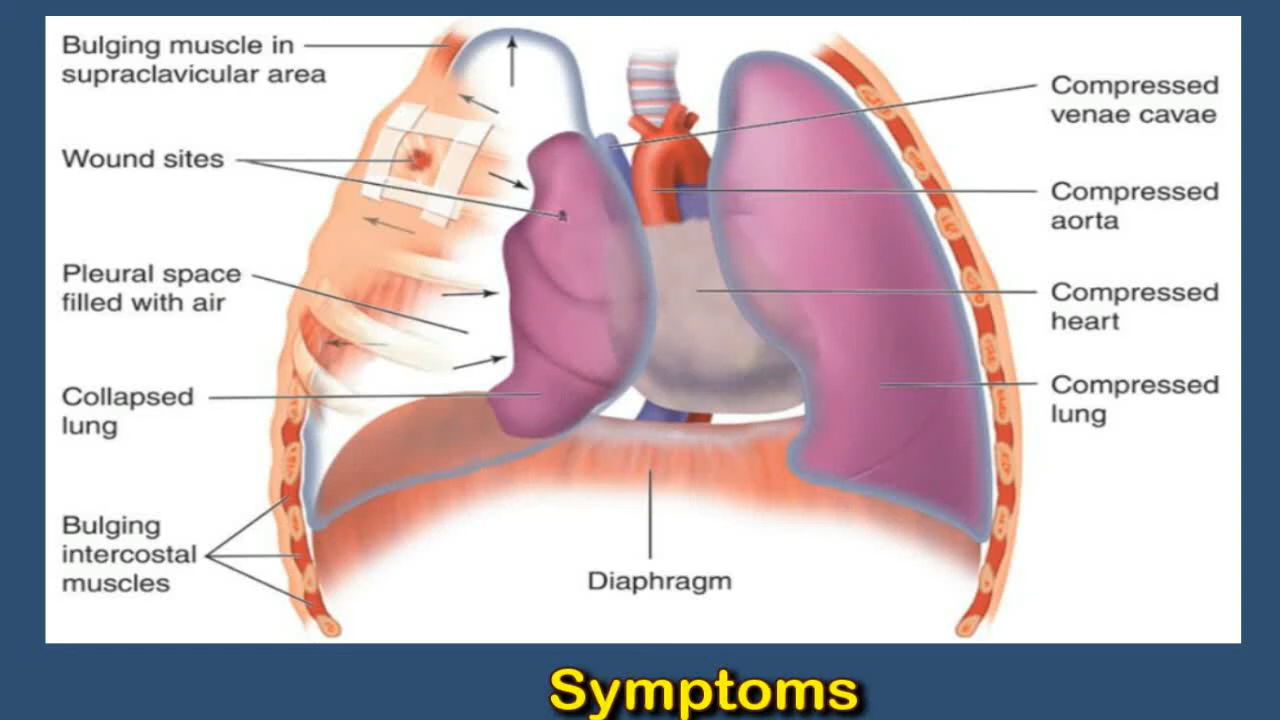 Bulging muscle in
supraclavicular area
Wound sites
Pleural space
filled with air
Collapsed
lung
Bulging
intercostal
muscles
Diaphragm
Compressed
venae cavae
Compressed
aorta
Compressed
heart
Compressed
lung
Symptoms